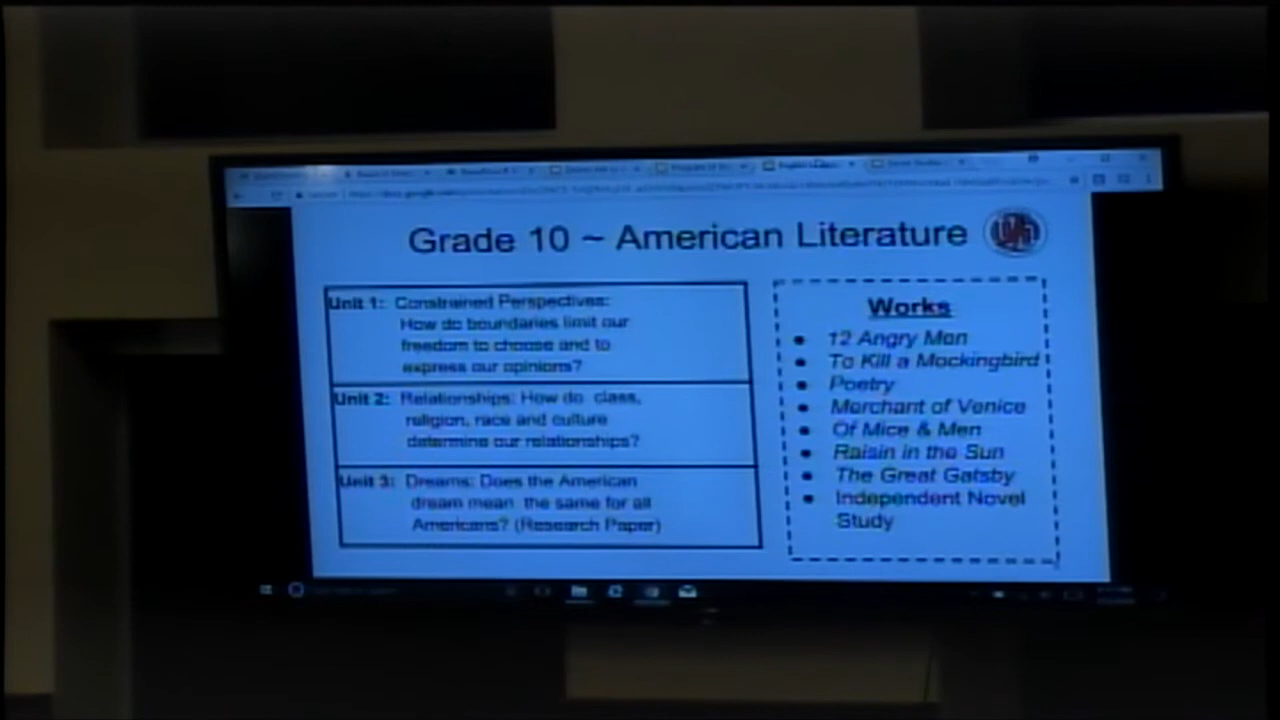 Grade 10 ~ American Literature
Unit 1: Constrained Perspectives:
How do boundaries limit our
freedom to choose and to
express our opinions?
Unit 2: Relationships: How do class,
religion, race and culture
determine our relationships?
Unit 3: Dreams: Does the American
dream mean the same for all
Americans? (Research Paper)
Works
• 12 Angry Men
• To Kill a Mockingbird
• Poetry
• Merchant of Venice
• Of Mice & Men
• Raisin in the Sun
• The Great Gatsby
• Independent Novel
Study